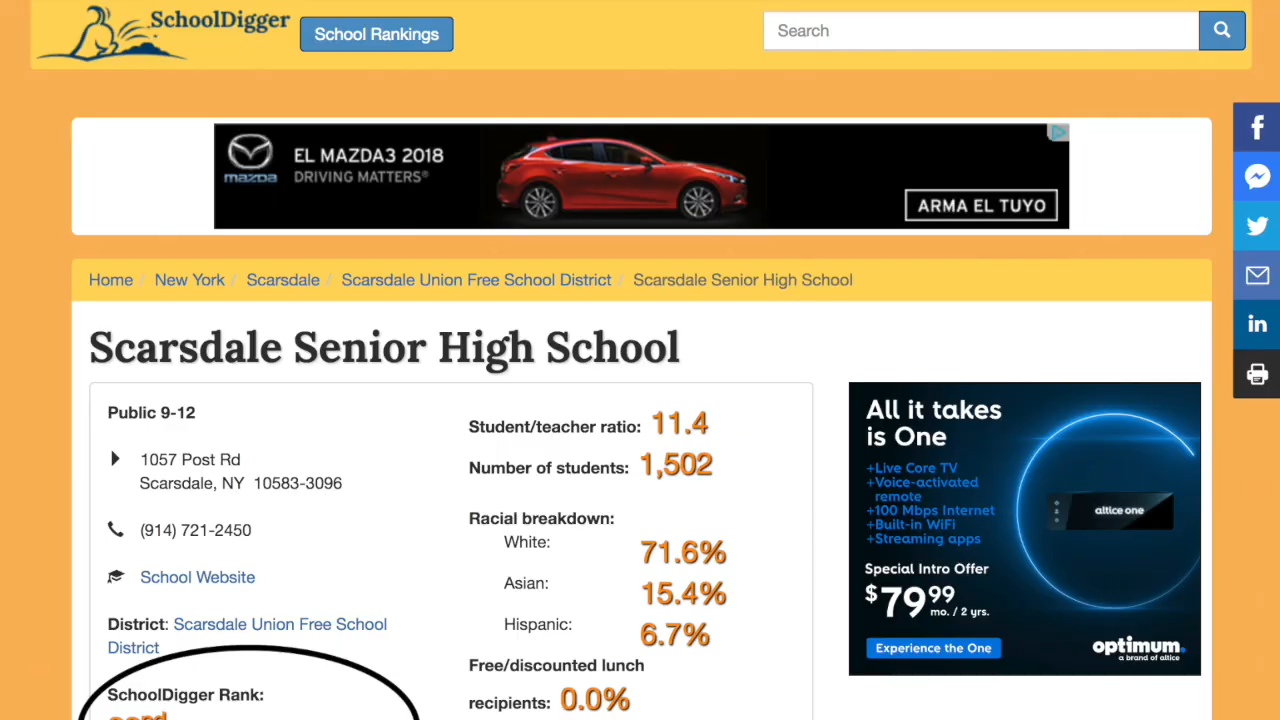 SchoolDigger
School Rankings
Search
mazda
EL MAZDA3 2018
DRIVING MATTERS®
ARMA EL TUYO
Home / New York / Scarsdale / Scarsdale Union Free School District / Scarsdale Senior High School
Scarsdale Senior High School
Public 9-12
1057 Post Rd
Scarsdale, NY 10583-3096
(914) 721-2450
School Website
District: Scarsdale Union Free School
District
SchoolDigger Rank:
Student/teacher ratio: 11.4
Number of students: 1,502
Racial breakdown:
White: 71.6%
Asian: 15.4%
Hispanic: 6.7%
Free/discounted lunch
recipients: 0.0%
All it takes
is One
+Live Core TV
+Voice-activated
remote
+100 Mbps Internet
+Built-in WiFi
+Streaming apps
altice one
Special Intro Offer
$79.99
mo. / 2 yrs.
Experience the One
optimum.
a brand of altice